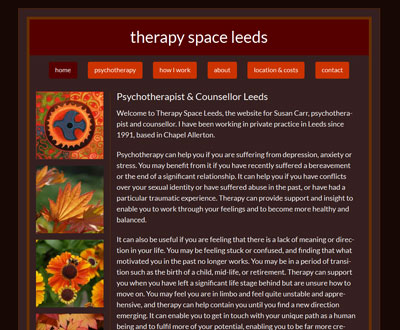 therapy space leeds
home psychotherapy how I work about location & costs contact
Psychotherapist & Counsellor Leeds
Welcome to Therapy Space Leeds, the website for Susan Carr, psychothera-
pist and counsellor. I have been working in private practice in Leeds since
1991, based in Chapel Allerton.
Psychotherapy can help you if you are suffering from depression, anxiety or
stress. You may benefit from it if you have recently suffered a bereavement
or the end of a significant relationship. It can help you if you have conflicts
over your sexual identity or have suffered abuse in the past, or have had a
particular traumatic experience. Therapy can provide support and insight to
enable you to work through your feelings and to become more healthy and
balanced.
It can also be useful if you are feeling that there is a lack of meaning or direc-
tion in your life. You may be feeling stuck or confused, and finding that what
motivated you in the past no longer works. You may be in a period of transi-
tion such as the birth of a child, mid-life, or retirement. Therapy can support
you when you have left a significant life stage behind but are unsure how to
move on. You may feel you are in limbo and feel quite unstable and appre-
hensive, and therapy can help contain you until you find a new direction
emerging. It can enable you to get in touch with your unique path as a human
being and to fulfil more of your potential, enabling you to be far more cre-